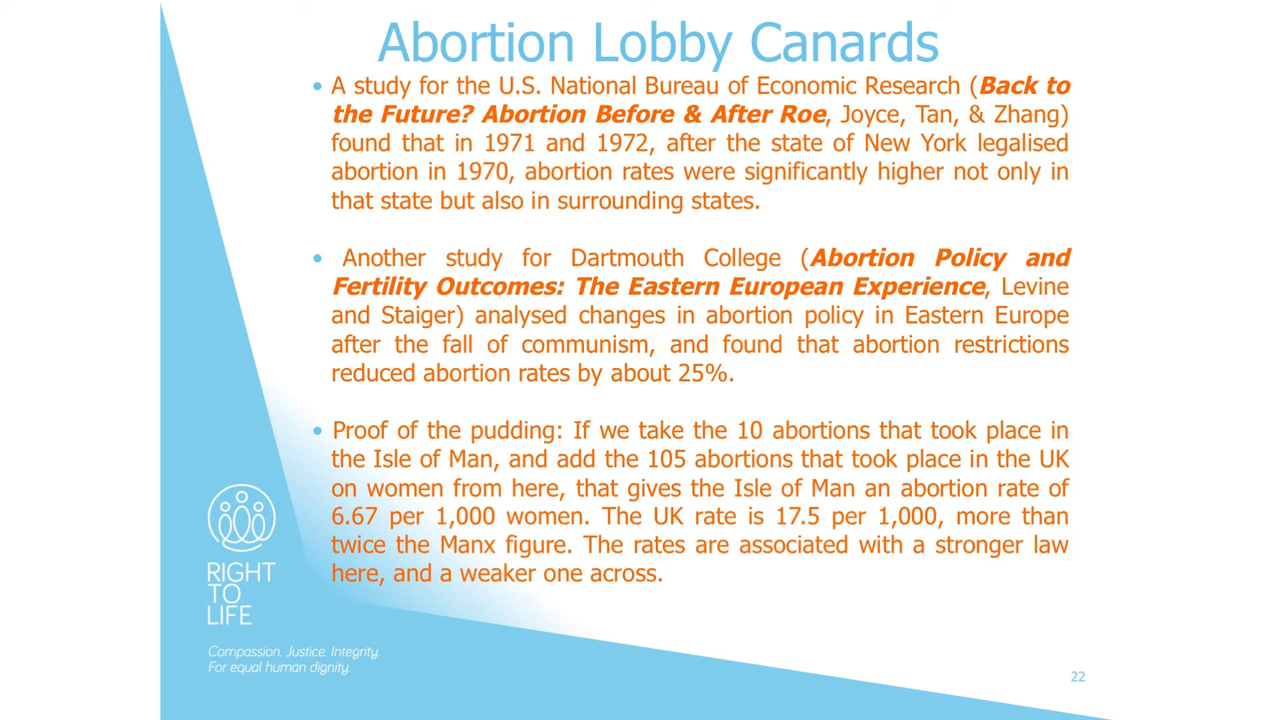 Abortion Lobby Canards
• A study for the U.S. National Bureau of Economic Research (Back to
the Future? Abortion Before & After Roe, Joyce, Tan, & Zhang)
found that in 1971 and 1972, after the state of New York legalised
abortion in 1970, abortion rates were significantly higher not only in
that state but also in surrounding states.
• Another study for Dartmouth College (Abortion Policy and
Fertility Outcomes: The Eastern European Experience, Levine
and Staiger) analysed changes in abortion policy in Eastern Europe
after the fall of communism, and found that abortion restrictions
reduced abortion rates by about 25%.
• Proof of the pudding: If we take the 10 abortions that took place in
the Isle of Man, and add the 105 abortions that took place in the UK
on women from here, that gives the Isle of Man an abortion rate of
6.67 per 1,000 women. The UK rate is 17.5 per 1,000, more than
twice the Manx figure. The rates are associated with a stronger law
here, and a weaker one across.
RIGHT
TO
LIFE
Compassion. Justice. Integrity.
For equal human dignity.
22